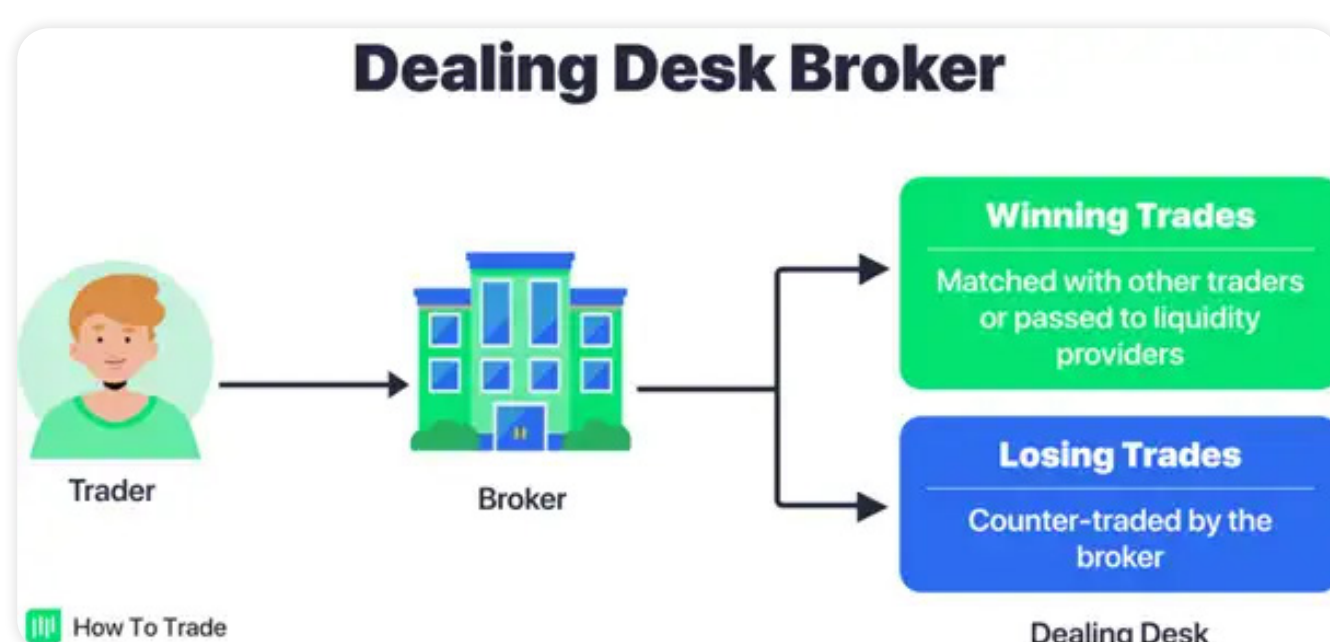 Dealing Desk Broker
Winning Trades
Matched with other traders
or passed to liquidity
providers
Losing Trades
Counter-traded by the
broker
Trader
Broker
How To Trade
Dealing Desk